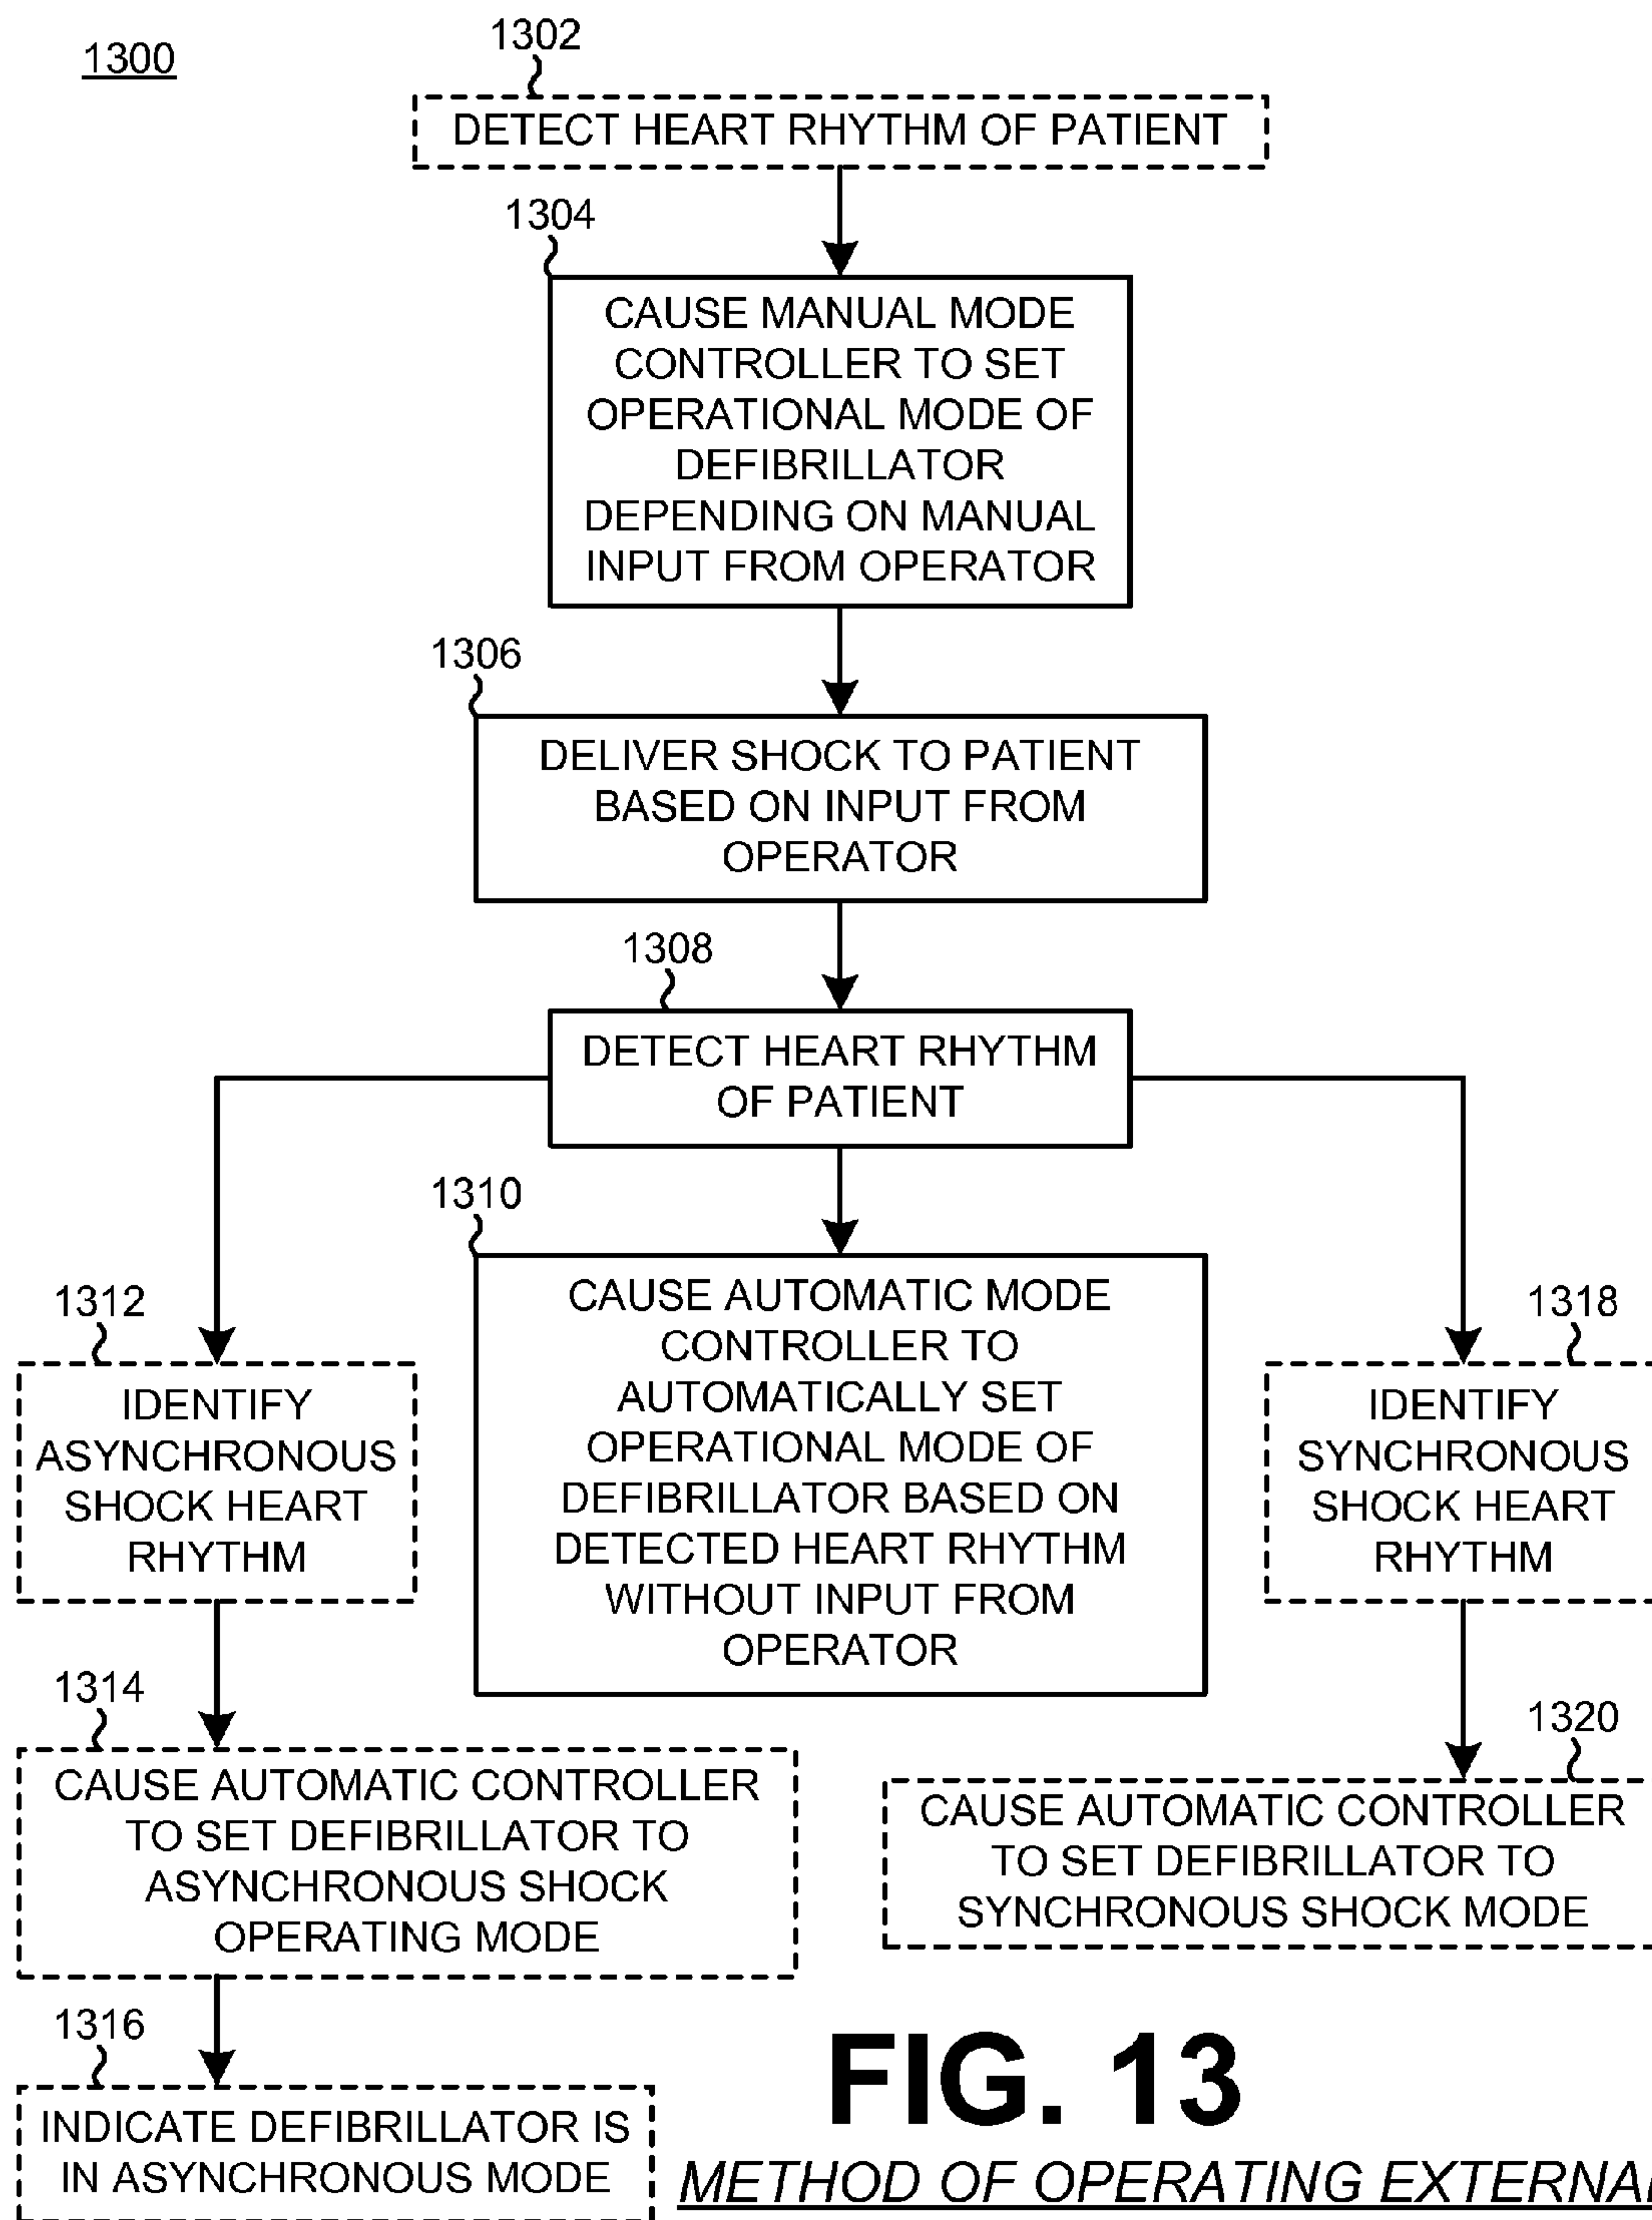 1300
1302
DETECT HEART RHYTHM OF PATIENT
1304
CAUSE MANUAL MODE
CONTROLLER TO SET
OPERATIONAL MODE OF
DEFIBRILLATOR
DEPENDING ON MANUAL
INPUT FROM OPERATOR
1306
DELIVER SHOCK TO PATIENT
BASED ON INPUT FROM
OPERATOR
1308
DETECT HEART RHYTHM
OF PATIENT
1310
CAUSE AUTOMATIC MODE
CONTROLLER TO
AUTOMATICALLY SET
OPERATIONAL MODE OF
DEFIBRILLATOR BASED ON
DETECTED HEART RHYTHM
WITHOUT INPUT FROM
OPERATOR
1312
IDENTIFY
ASYNCHRONOUS
SHOCK HEART
RHYTHM
1318
IDENTIFY
SYNCHRONOUS
SHOCK HEART
RHYTHM
1314
CAUSE AUTOMATIC CONTROLLER
TO SET DEFIBRILLATOR TO
ASYNCHRONOUS SHOCK
OPERATING MODE
1320
CAUSE AUTOMATIC CONTROLLER
TO SET DEFIBRILLATOR TO
SYNCHRONOUS SHOCK MODE
1316
INDICATE DEFIBRILLATOR IS
IN ASYNCHRONOUS MODE
FIG. 13
METHOD OF OPERATING EXTERNAL